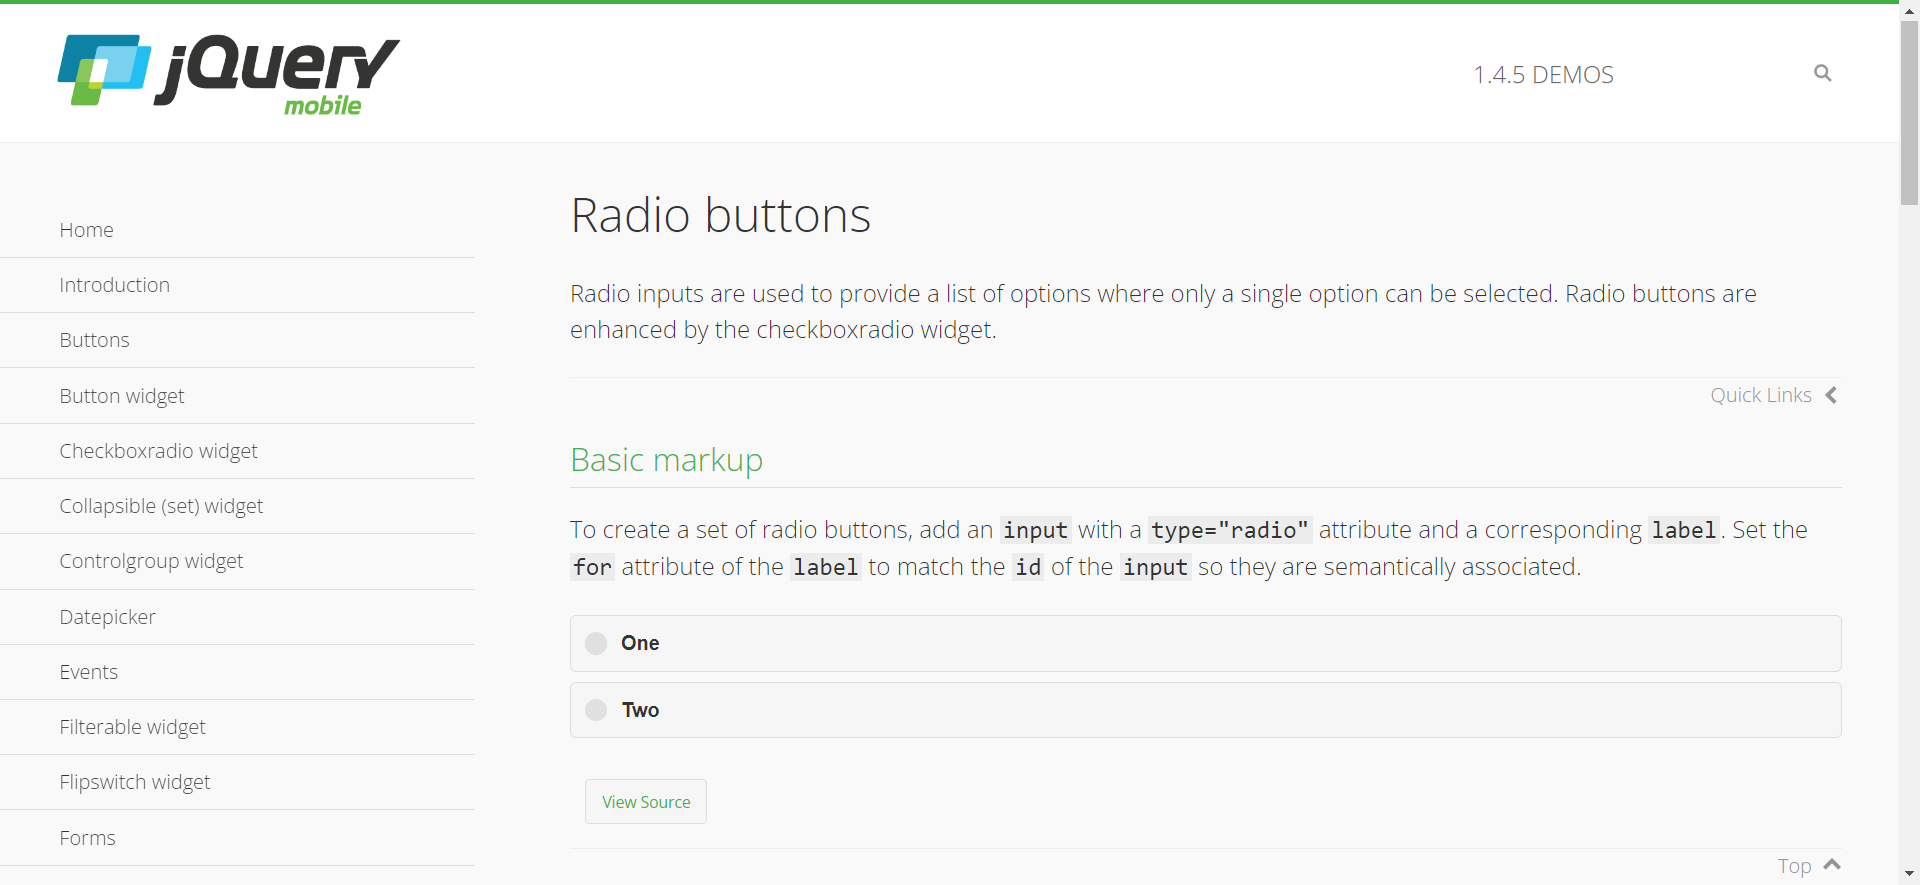 jQuery
mobile
1.4.5 DEMOS
Home
Introduction
Buttons
Button widget
Checkboxradio widget
Collapsible (set) widget
Controlgroup widget
Datepicker
Events
Filterable widget
Flipswitch widget
Forms
Radio buttons
Radio inputs are used to provide a list of options where only a single option can be selected. Radio buttons are
enhanced by the checkboxradio widget.
Quick Links
Basic markup
To create a set of radio buttons, add an input with a type="radio" attribute and a corresponding label. Set the
for attribute of the label to match the id of the input so they are semantically associated.
One
Two
View Source
Top